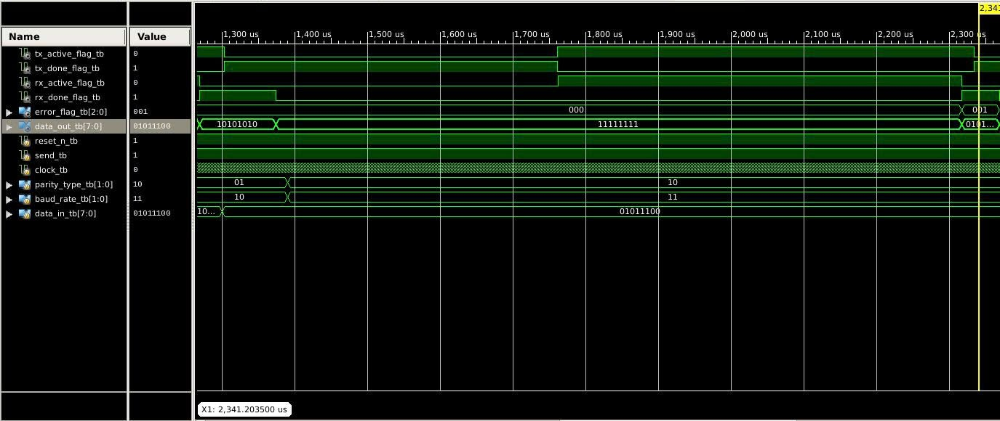 2,341
1,300 us 1,400 us 1,500 us 1,600 us 1,700 us 1,800 us 1,900 us 2,000 us 2,100 us 2,200 us 2,300 us
Name Value
tx_active_flag_tb 0
tx_done_flag_tb 1
rx_active_flag_tb 0
rx_done_flag_tb 1
error_flag_tb[2:0] 001 000 001
data_out_tb[7:0] 01011100 10101010 11111111 0101...
reset_n_tb 1
send_tb 1
clock_tb 0
parity_type_tb[1:0] 10 01 10
baud_rate_tb[1:0] 11 10 11
data_in_tb[7:0] 01011100 10... 01011100
X1: 2,341.203500 us